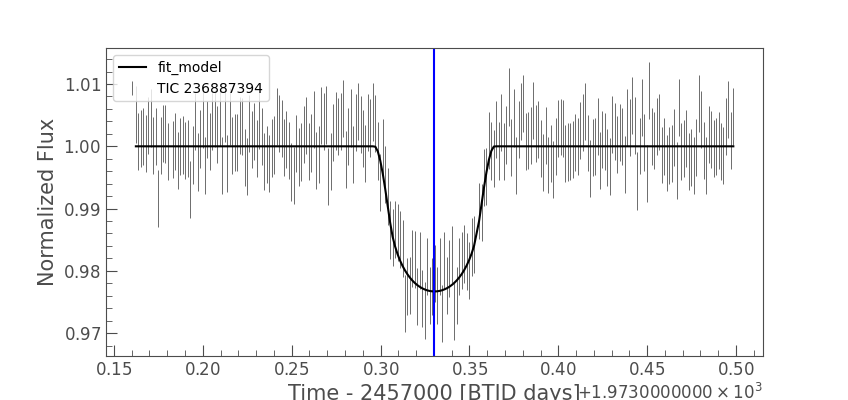 fit_model
TIC 236887394
Normalized Flux
1.01
1.00
0.99
0.98
0.97
0.15 0.20 0.25 0.30 0.35 0.40 0.45 0.50
Time - 2457000 [BTJD days]
+1.9730000000 × 10³